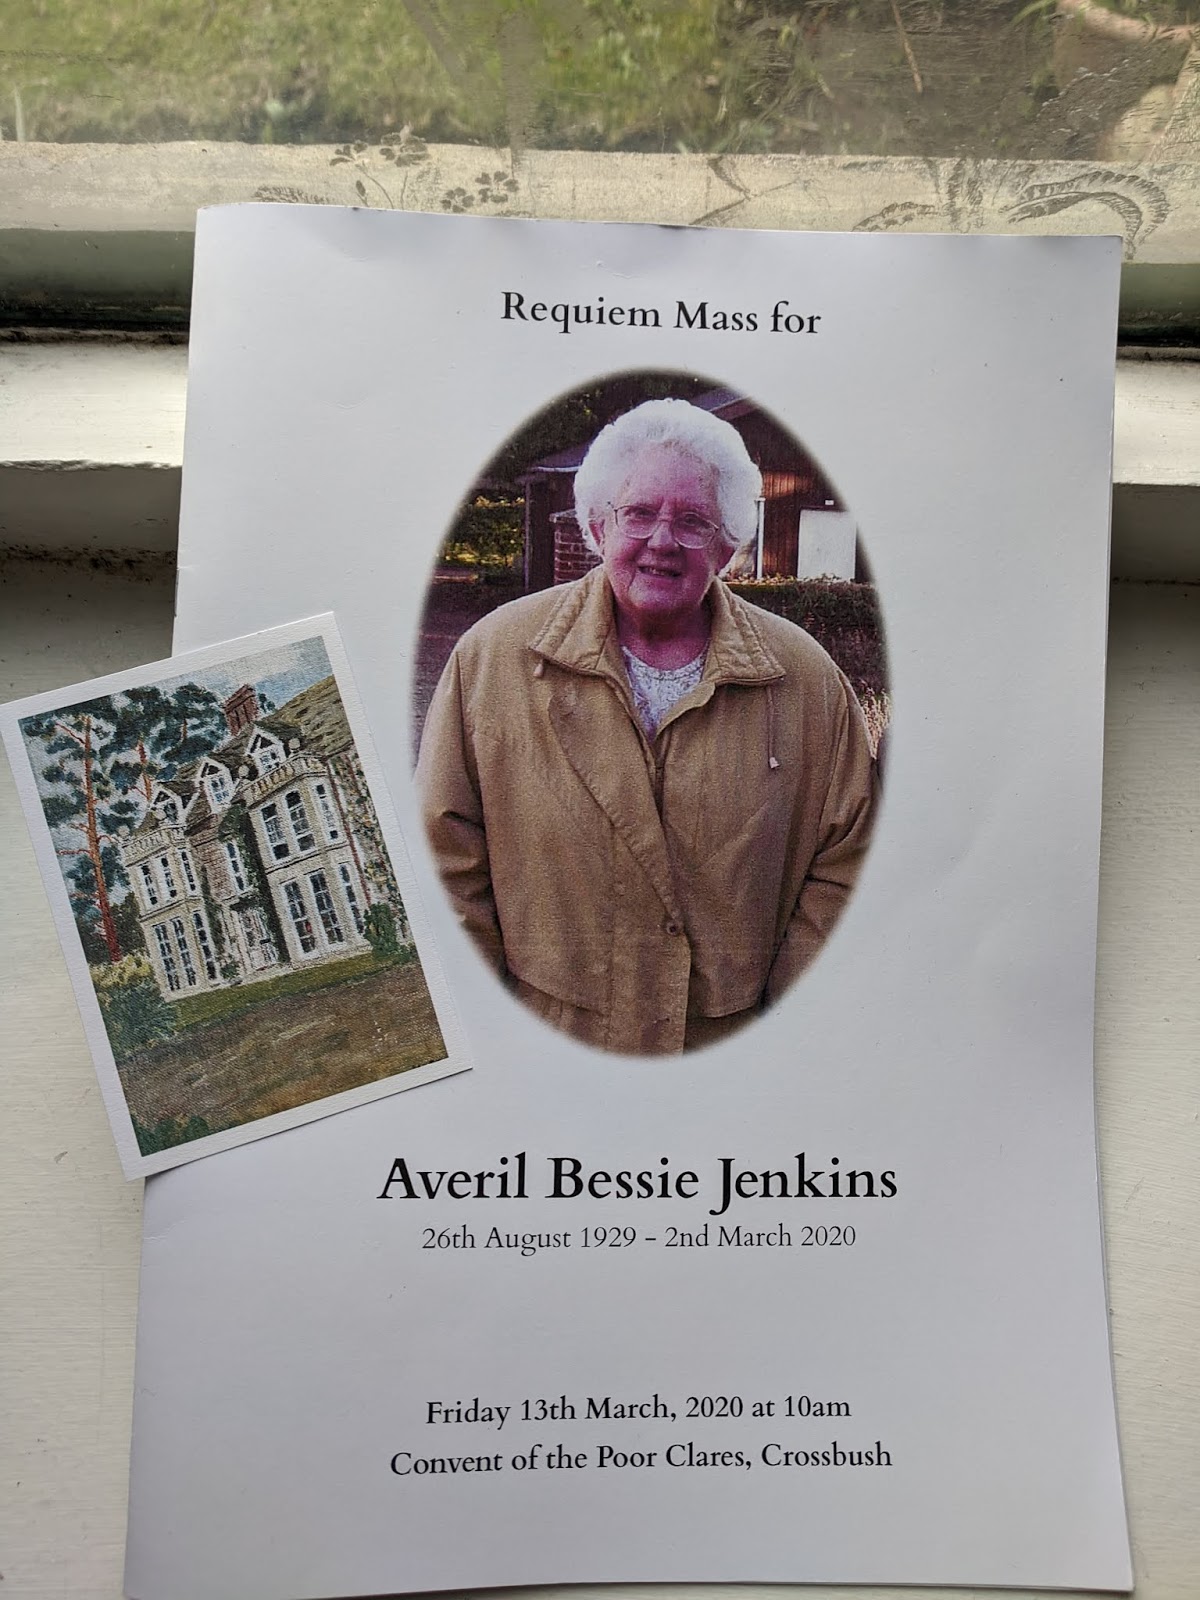 Requiem Mass for
Averil Bessie Jenkins
26th August 1929 - 2nd March 2020
Friday 13th March, 2020 at 10am
Convent of the Poor Clares, Crossbush